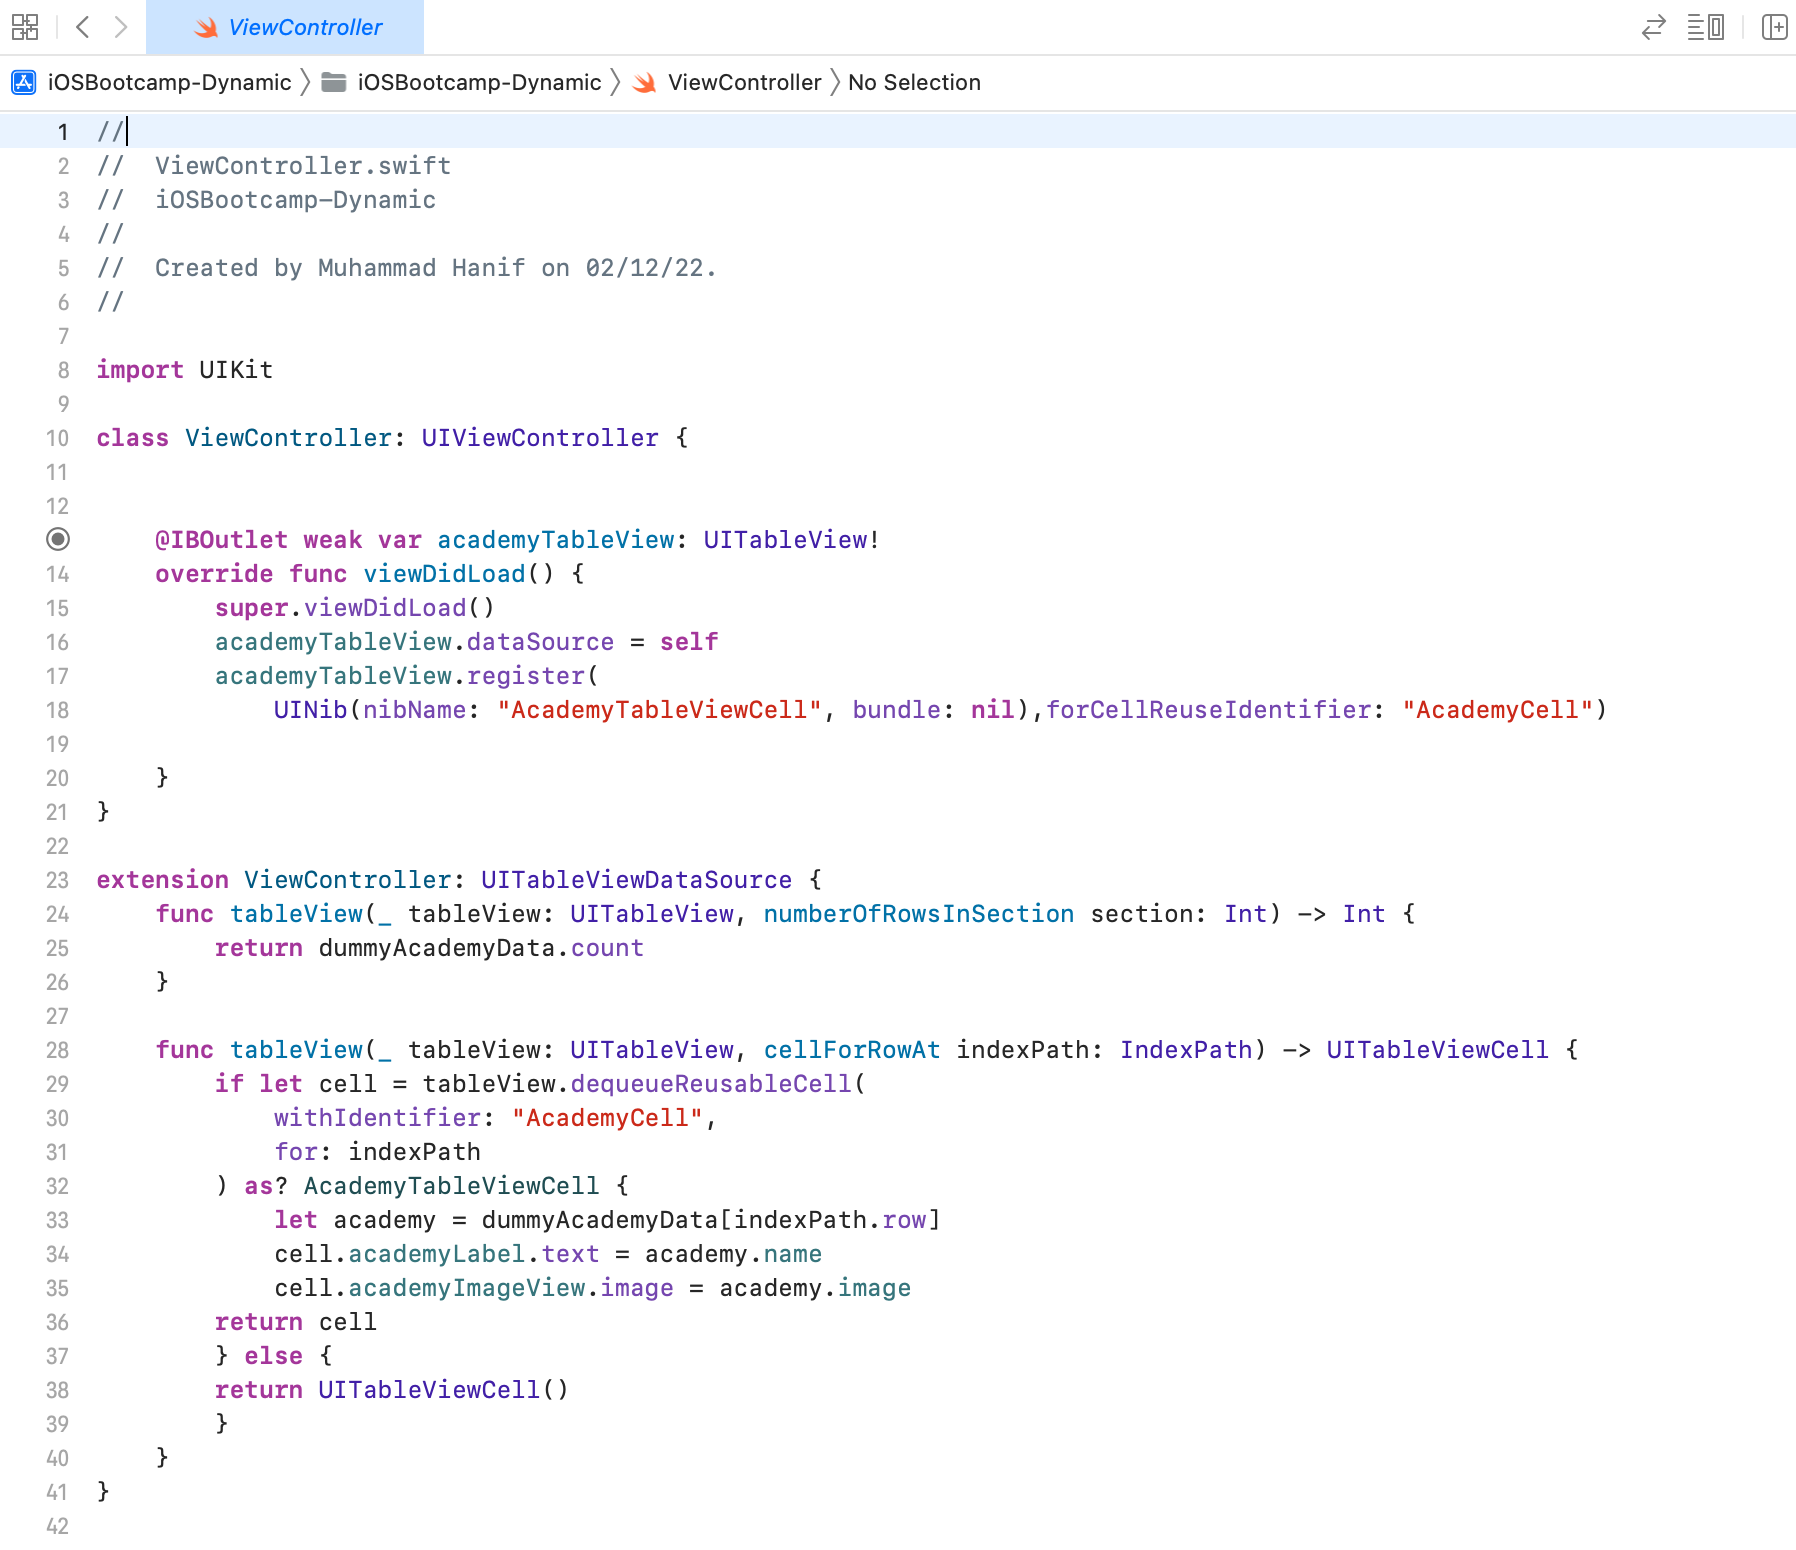 ViewController
iOSBootcamp-Dynamic 〉 iOSBootcamp-Dynamic 〉 ViewController 〉 No Selection
1 //
2 //  ViewController.swift
3 //  iOSBootcamp-Dynamic
4 //
5 //  Created by Muhammad Hanif on 02/12/22.
6 //
7
8 import UIKit
9
10 class ViewController: UIViewController {
11
12
    @IBOutlet weak var academyTableView: UITableView!
14     override func viewDidLoad() {
15         super.viewDidLoad()
16         academyTableView.dataSource = self
17         academyTableView.register(
18             UINib(nibName: "AcademyTableViewCell", bundle: nil),forCellReuseIdentifier: "AcademyCell")
19
20     }
21 }
22
23 extension ViewController: UITableViewDataSource {
24     func tableView(_ tableView: UITableView, numberOfRowsInSection section: Int) -> Int {
25         return dummyAcademyData.count
26     }
27
28     func tableView(_ tableView: UITableView, cellForRowAt indexPath: IndexPath) -> UITableViewCell {
29         if let cell = tableView.dequeueReusableCell(
30             withIdentifier: "AcademyCell",
31             for: indexPath
32         ) as? AcademyTableViewCell {
33             let academy = dummyAcademyData[indexPath.row]
34             cell.academyLabel.text = academy.name
35             cell.academyImageView.image = academy.image
36         return cell
37         } else {
38         return UITableViewCell()
39         }
40     }
41 }
42